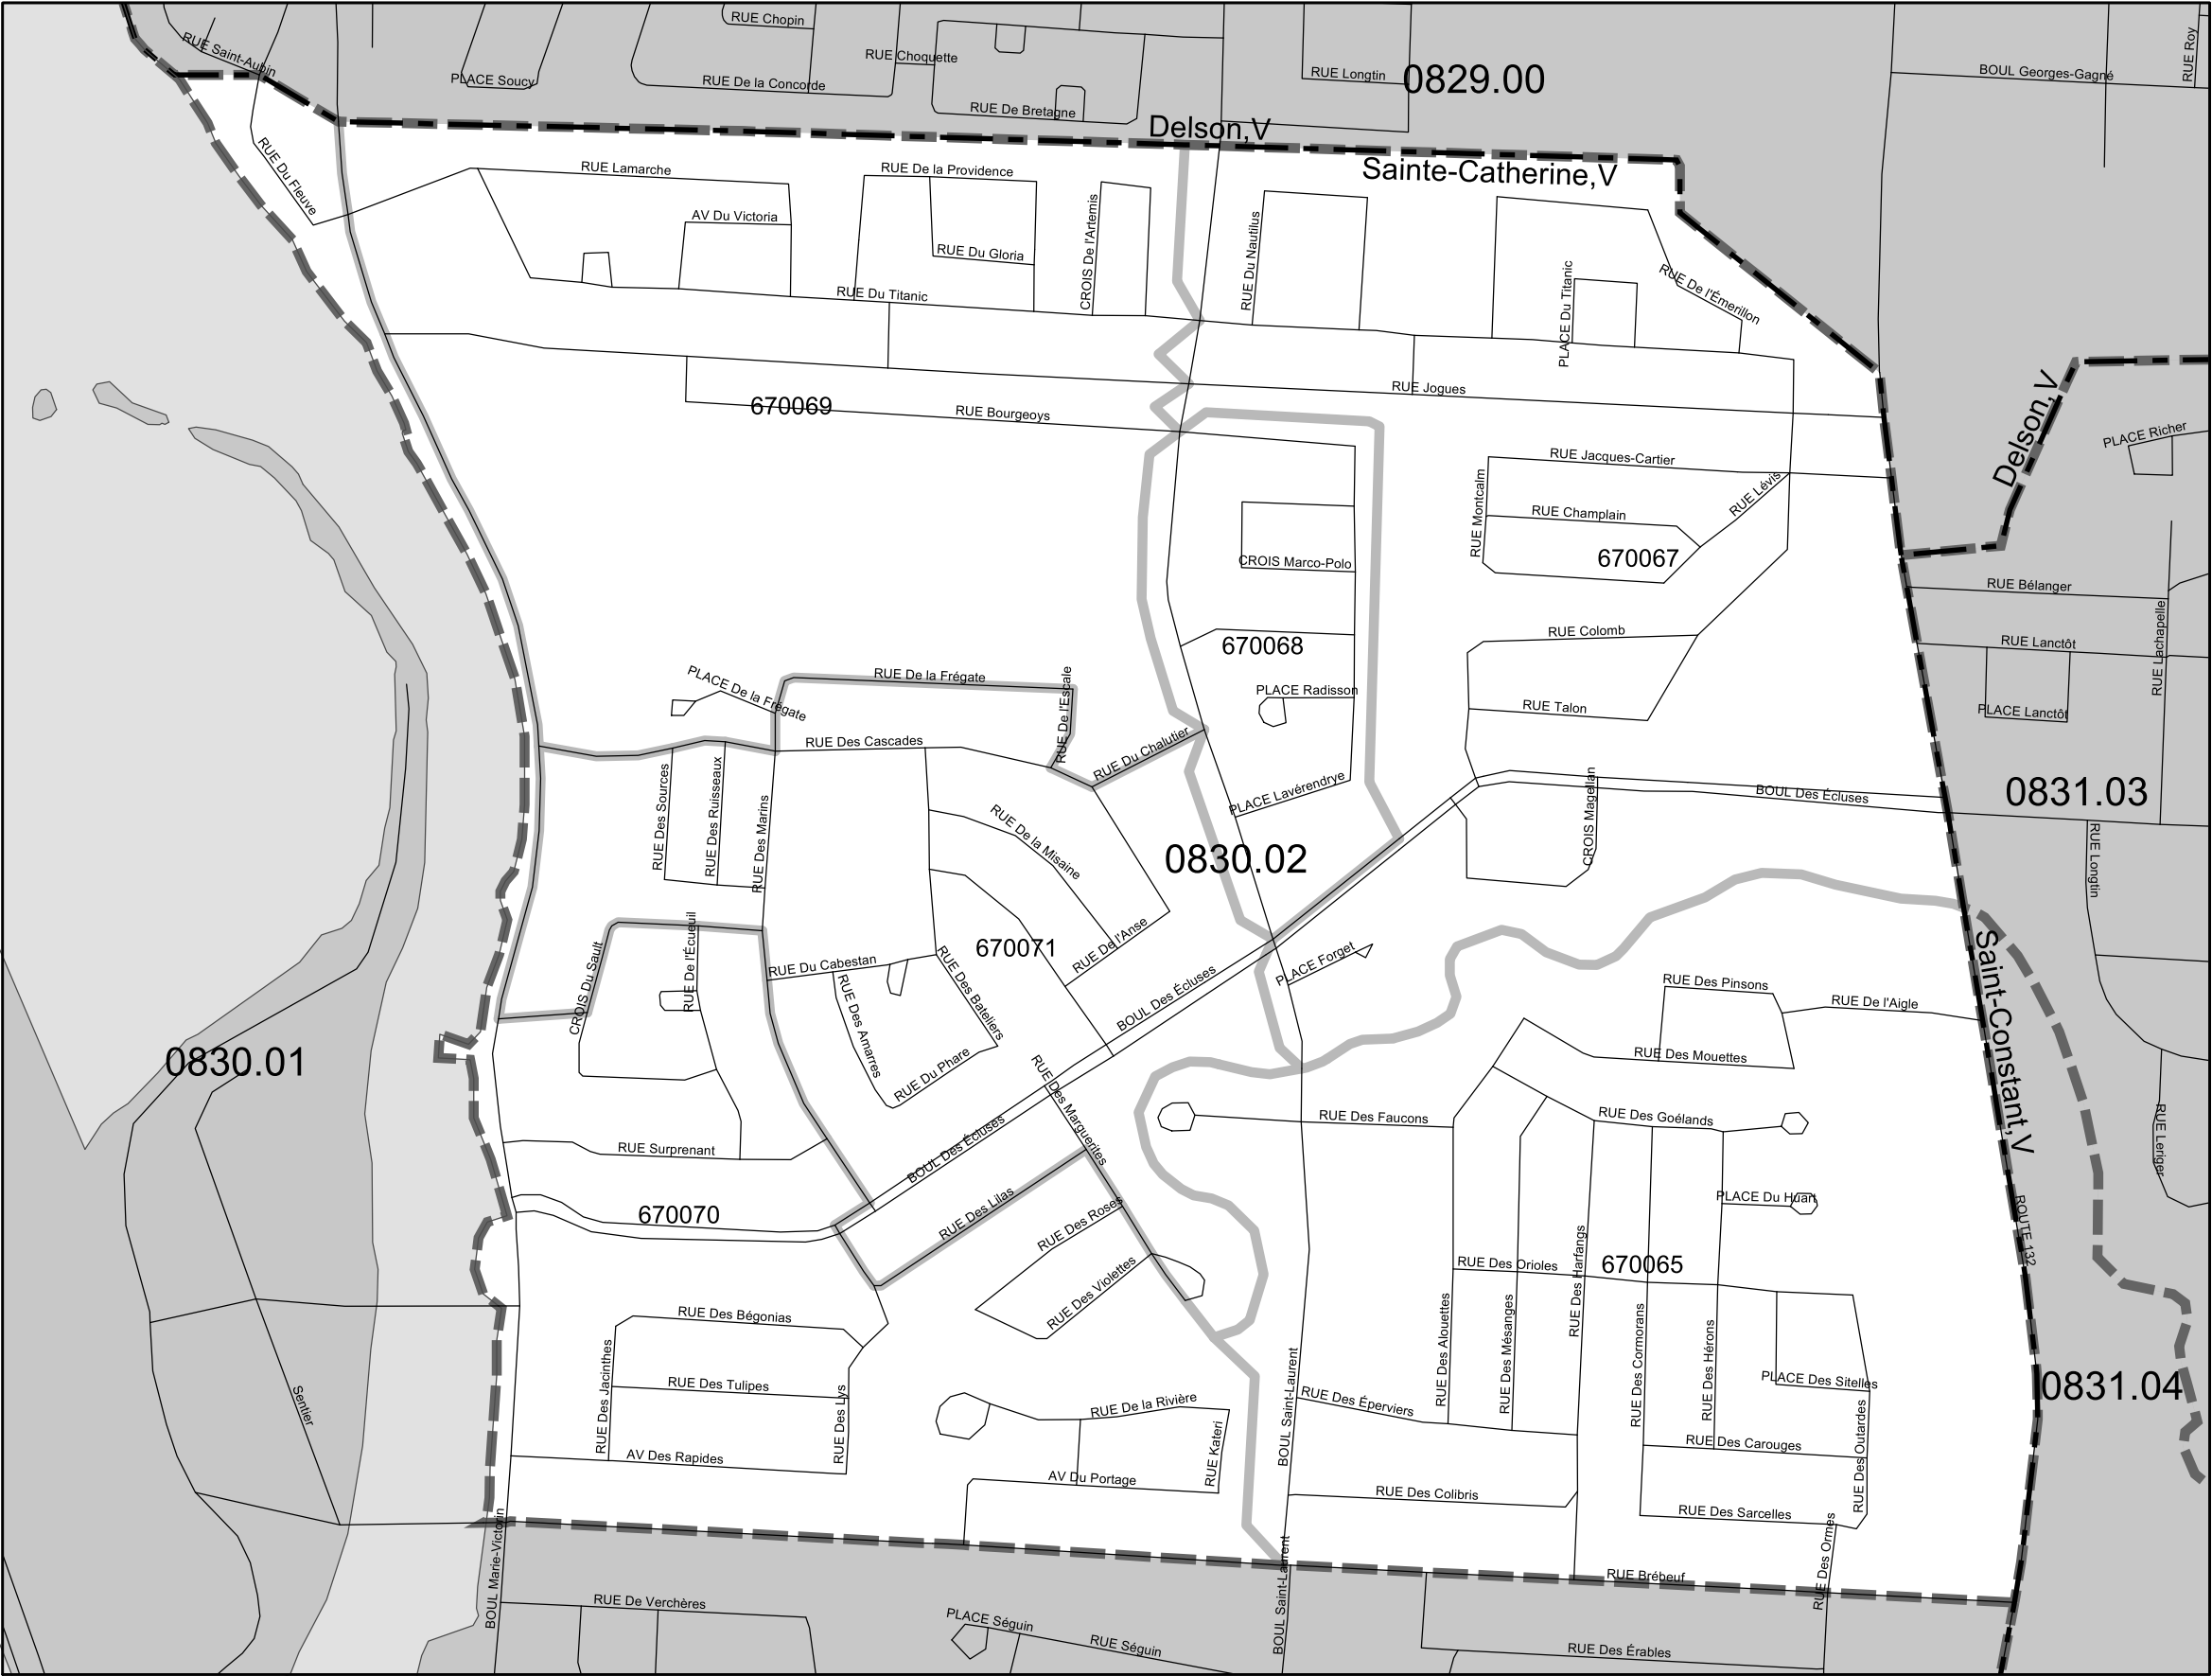 RUE Chopin
RUE Roy
RUE Saint-Aubin
RUE Choquette
0829.00
PLACE Soucy
RUE De la Concorde
RUE Longtin
BOUL Georges-Gagné
RUE De Bretagne
Delson,V
Sainte-Catherine,V
RUE Du Fleuve
RUE Lamarche
RUE De la Providence
AV Du Victoria
RUE Du Gloria
CROIS De l'Artemis
RUE Du Nautilus
RUE De l'Émerillon
PLACE Du Titanic
RUE Du Titanic
RUE Jogues
670069
RUE Bourgeoys
Delson,V
PLACE Richer
RUE Jacques-Cartier
RUE Montcalm
RUE Lévis
RUE Champlain
670067
CROIS Marco-Polo
RUE Bélanger
RUE Colomb
670068
RUE Lanctôt
RUE Lachapelle
PLACE De la Frégate
RUE De la Frégate
RUE De l'Escale
PLACE Radisson
RUE Talon
PLACE Lanctôt
RUE Des Cascades
RUE Du Chalutier
RUE Des Sources
RUE Des Ruisseaux
RUE Des Marins
PLACE Lavérendrye
CROIS Magellan
BOUL Des Écluses
0831.03
RUE De la Misaine
0830.02
RUE Longtin
RUE De l'Écueuil
CROIS Du Sault
RUE Du Cabestan
670071
RUE De l'Anse
PLACE Forget
RUE Des Amarres
RUE Des Bateliers
BOUL Des Écluses
RUE Des Pinsons
RUE De l'Aigle
Saint-Constant,V
0830.01
RUE Du Phare
RUE Des Mouettes
RUE Des Marguerites
RUE Des Faucons
RUE Des Goélands
RUE Surprenant
BOUL Des Écluses
RUE Leriger
670070
RUE Des Lilas
RUE Des Roses
PLACE Du Huart
ROUTE 132
RUE Des Violettes
RUE Des Orioles
RUE Des Harfangs
670065
RUE Des Bégonias
RUE Des Jacinthes
RUE Des Tulipes
RUE Des Lys
RUE Des Alouettes
RUE Des Mésanges
RUE Des Cormorans
RUE Des Hérons
PLACE Des Sitelles
0831.04
Sentier
RUE De la Rivière
RUE Kateri
BOUL Saint-Laurent
RUE Des Éperviers
RUE Des Carouges
RUE Des Outardes
AV Des Rapides
AV Du Portage
RUE Des Colibris
RUE Des Sarcelles
RUE Des Ormes
BOUL Marie-Victorin
BOUL Saint-Laurent
RUE Brébeuf
RUE De Verchères
PLACE Séguin
RUE Séguin
RUE Des Érables